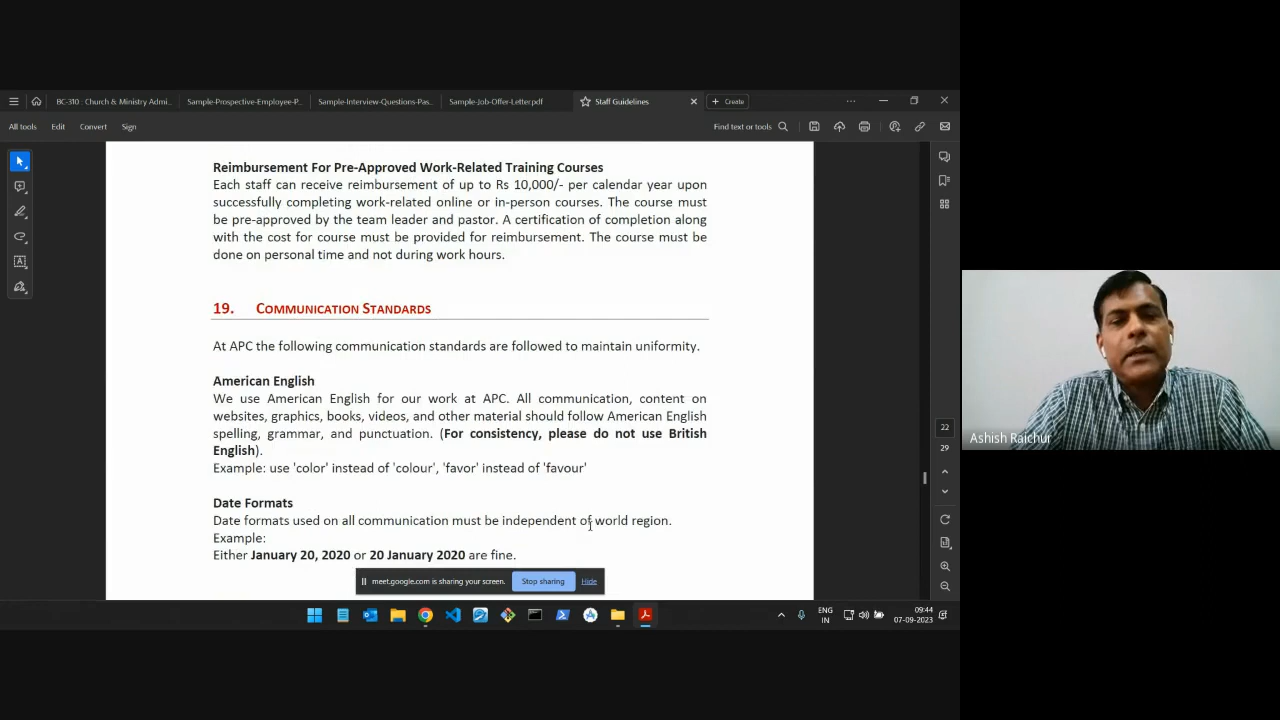 BC-310 : Church & Ministry Admi...
Sample-Prospective-Employee-P...
Sample-Interview-Questions-Pas...
Sample-Job-Offer-Letter.pdf
Staff Guidelines
Create
All tools
Edit
Convert
Sign
Find text or tools
Reimbursement For Pre-Approved Work-Related Training Courses
Each staff can receive reimbursement of up to Rs 10,000/- per calendar year upon
successfully completing work-related online or in-person courses. The course must
be pre-approved by the team leader and pastor. A certification of completion along
with the cost for course must be provided for reimbursement. The course must be
done on personal time and not during work hours.
19. COMMUNICATION STANDARDS
At APC the following communication standards are followed to maintain uniformity.
American English
We use American English for our work at APC. All communication, content on
websites, graphics, books, videos, and other material should follow American English
spelling, grammar, and punctuation. (For consistency, please do not use British
English).
Example: use 'color' instead of 'colour', 'favor' instead of 'favour'
Date Formats
Date formats used on all communication must be independent of world region.
Example:
Either January 20, 2020 or 20 January 2020 are fine.
22
29
meet.google.com is sharing your screen.
Stop sharing
Hide
ENG
IN
09:44
07-09-2023
Ashish Raichur